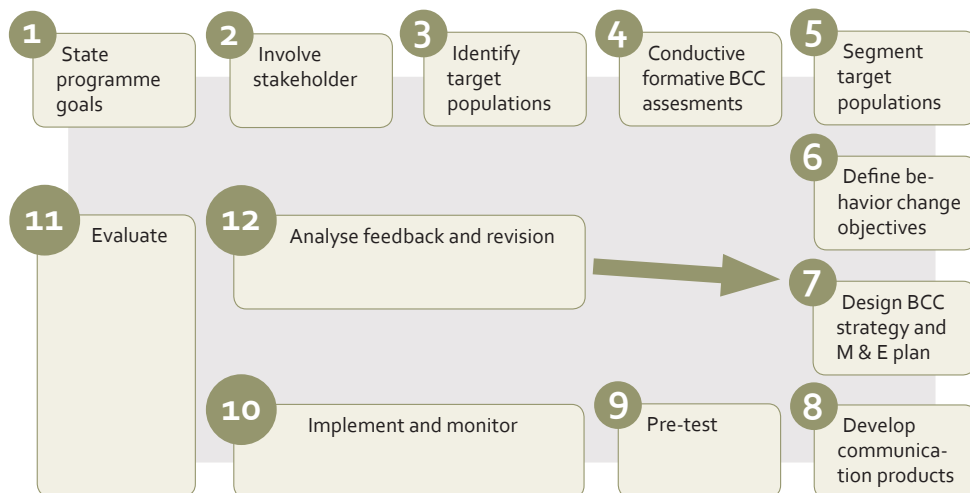 1
State
programme
goals
2
Involve
stakeholder
3
Identify
target
populations
4
Conductive
formative BCC
assesments
5
Segment
target
populations
6
Define be-
havior change
objectives
7
Design BCC
strategy and
M & E plan
8
Develop
communica-
tion products
9
Pre-test
10
Implement and monitor
11
Evaluate
12
Analyse feedback and revision